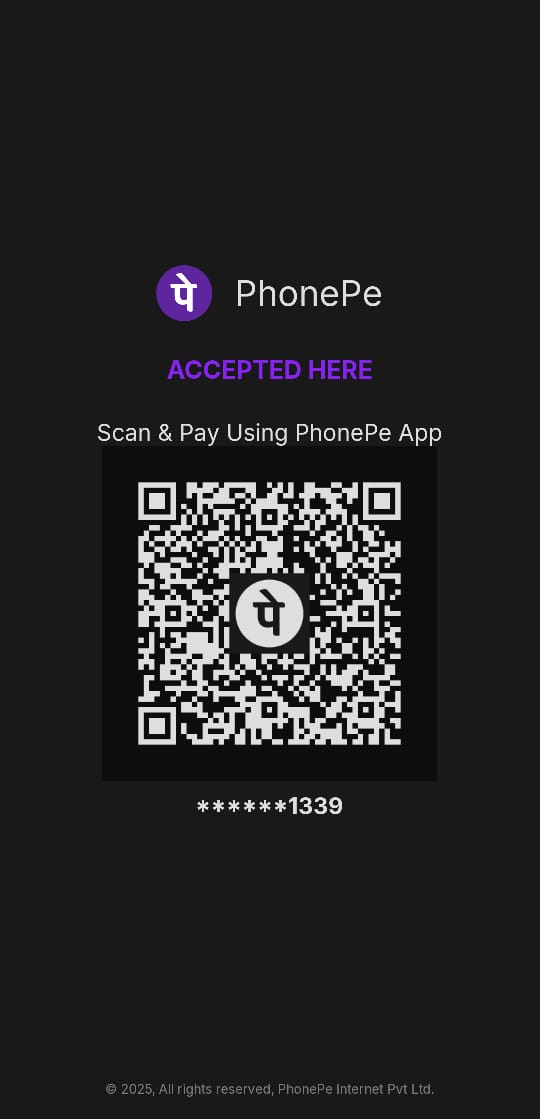 पे PhonePe
ACCEPTED HERE
Scan & Pay Using PhonePe App
पे
******1339
© 2025, All rights reserved, PhonePe Internet Pvt Ltd.